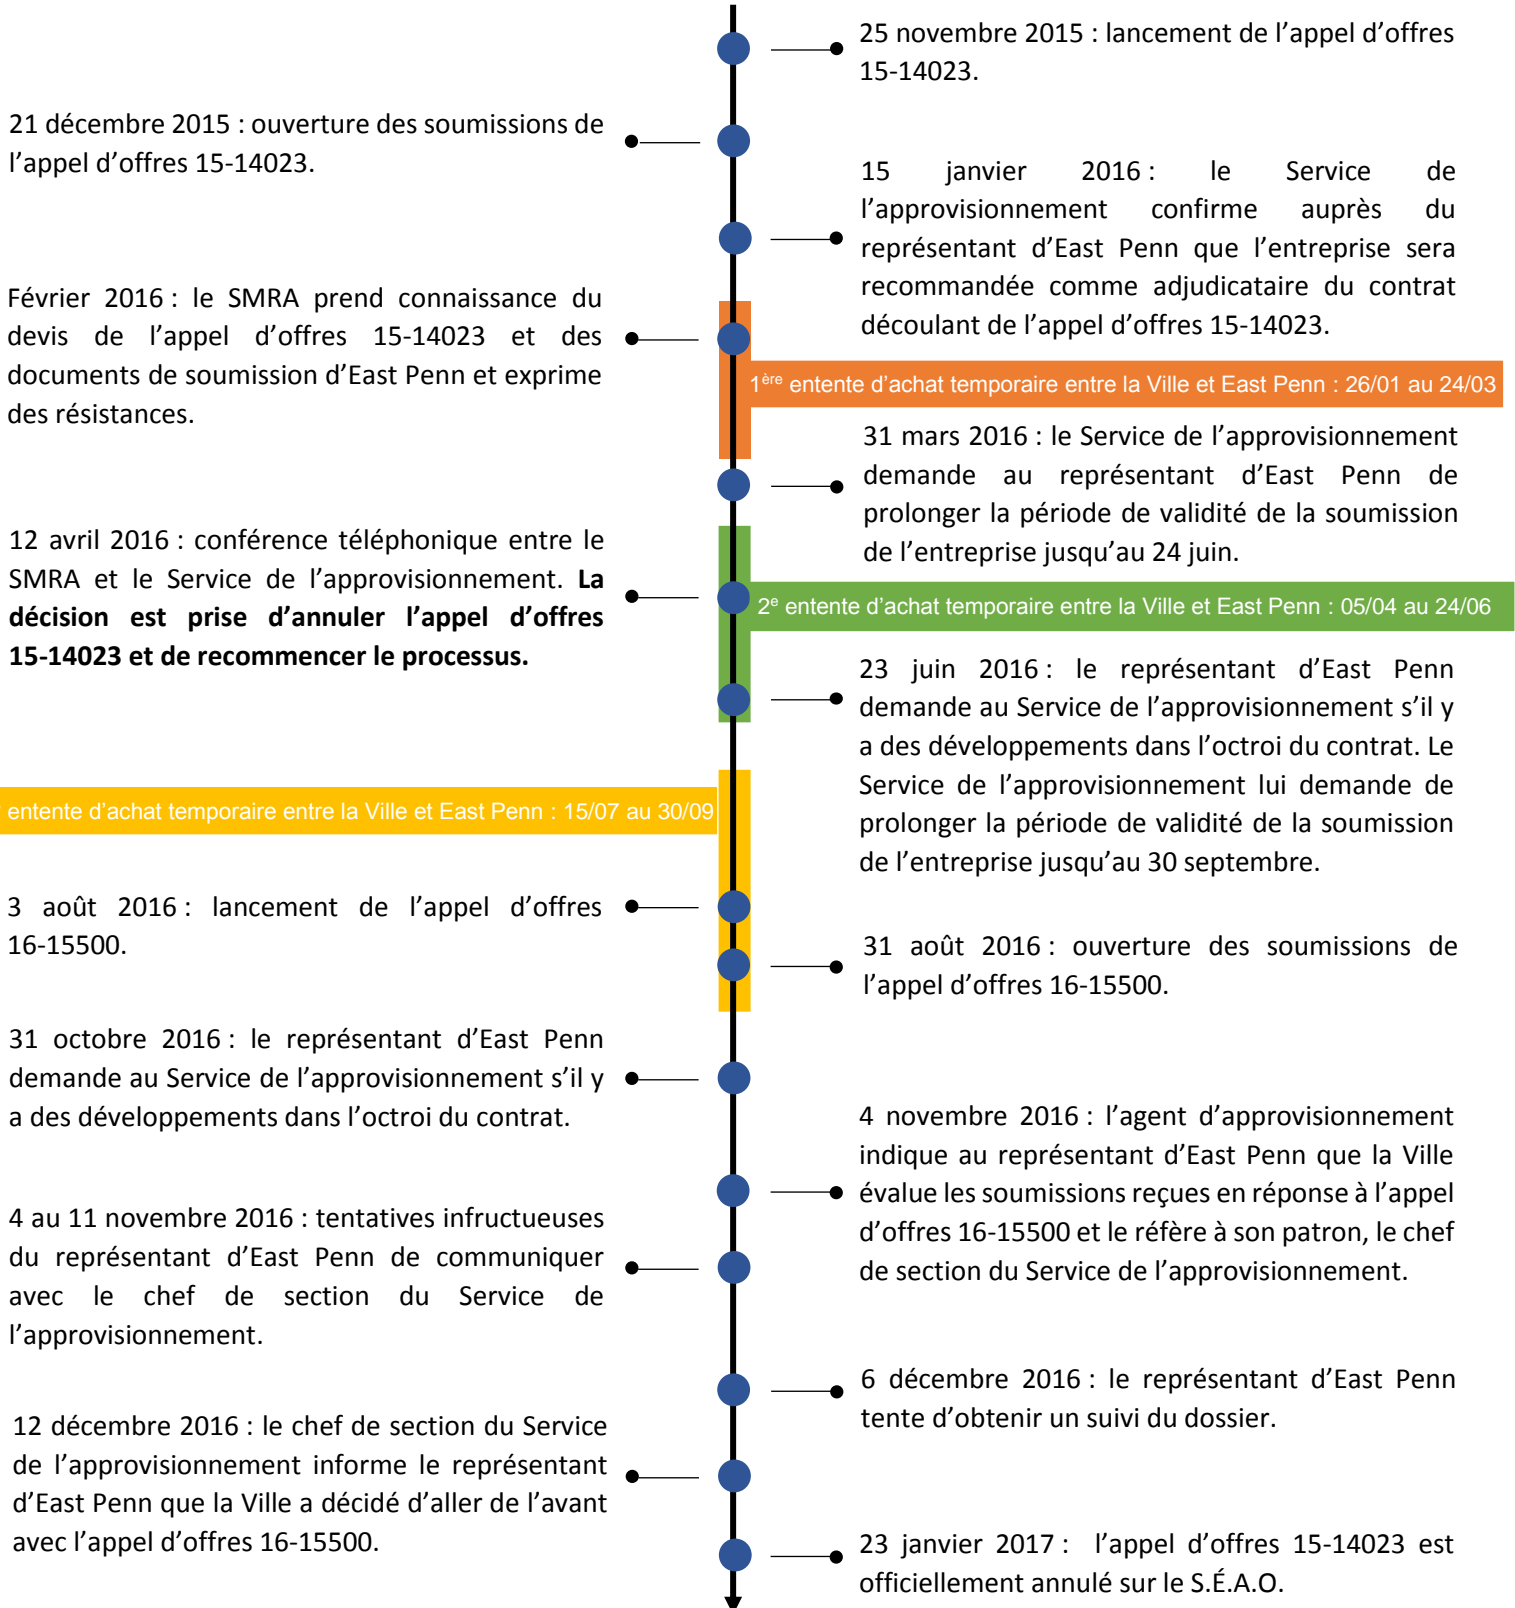 25 novembre 2015 : lancement de l’appel d’offres
15-14023.
21 décembre 2015 : ouverture des soumissions de
l’appel d’offres 15-14023.
15 janvier 2016 : le Service de
l’approvisionnement confirme auprès du
représentant d’East Penn que l’entreprise sera
recommandée comme adjudicataire du contrat
découlant de l’appel d’offres 15-14023.
Février 2016 : le SMRA prend connaissance du
devis de l’appel d’offres 15-14023 et des
documents de soumission d’East Penn et exprime
des résistances.
1ère entente d’achat temporaire entre la Ville et East Penn : 26/01 au 24/03
31 mars 2016 : le Service de l’approvisionnement
demande au représentant d’East Penn de
prolonger la période de validité de la soumission
de l’entreprise jusqu’au 24 juin.
12 avril 2016 : conférence téléphonique entre le
SMRA et le Service de l’approvisionnement. La
décision est prise d’annuler l’appel d’offres
15-14023 et de recommencer le processus.
2e entente d’achat temporaire entre la Ville et East Penn : 05/04 au 24/06
23 juin 2016 : le représentant d’East Penn
demande au Service de l’approvisionnement s’il y
a des développements dans l’octroi du contrat. Le
Service de l’approvisionnement lui demande de
prolonger la période de validité de la soumission
de l’entreprise jusqu’au 30 septembre.
entente d’achat temporaire entre la Ville et East Penn : 15/07 au 30/09
3 août 2016 : lancement de l’appel d’offres
16-15500.
31 août 2016 : ouverture des soumissions de
l’appel d’offres 16-15500.
31 octobre 2016 : le représentant d’East Penn
demande au Service de l’approvisionnement s’il y
a des développements dans l’octroi du contrat.
4 novembre 2016 : l’agent d’approvisionnement
indique au représentant d’East Penn que la Ville
évalue les soumissions reçues en réponse à l’appel
d’offres 16-15500 et le réfère à son patron, le chef
de section du Service de l’approvisionnement.
4 au 11 novembre 2016 : tentatives infructueuses
du représentant d’East Penn de communiquer
avec le chef de section du Service de
l’approvisionnement.
6 décembre 2016 : le représentant d’East Penn
tente d’obtenir un suivi du dossier.
12 décembre 2016 : le chef de section du Service
de l’approvisionnement informe le représentant
d’East Penn que la Ville a décidé d’aller de l’avant
avec l’appel d’offres 16-15500.
23 janvier 2017 : l’appel d’offres 15-14023 est
officiellement annulé sur le S.É.A.O.